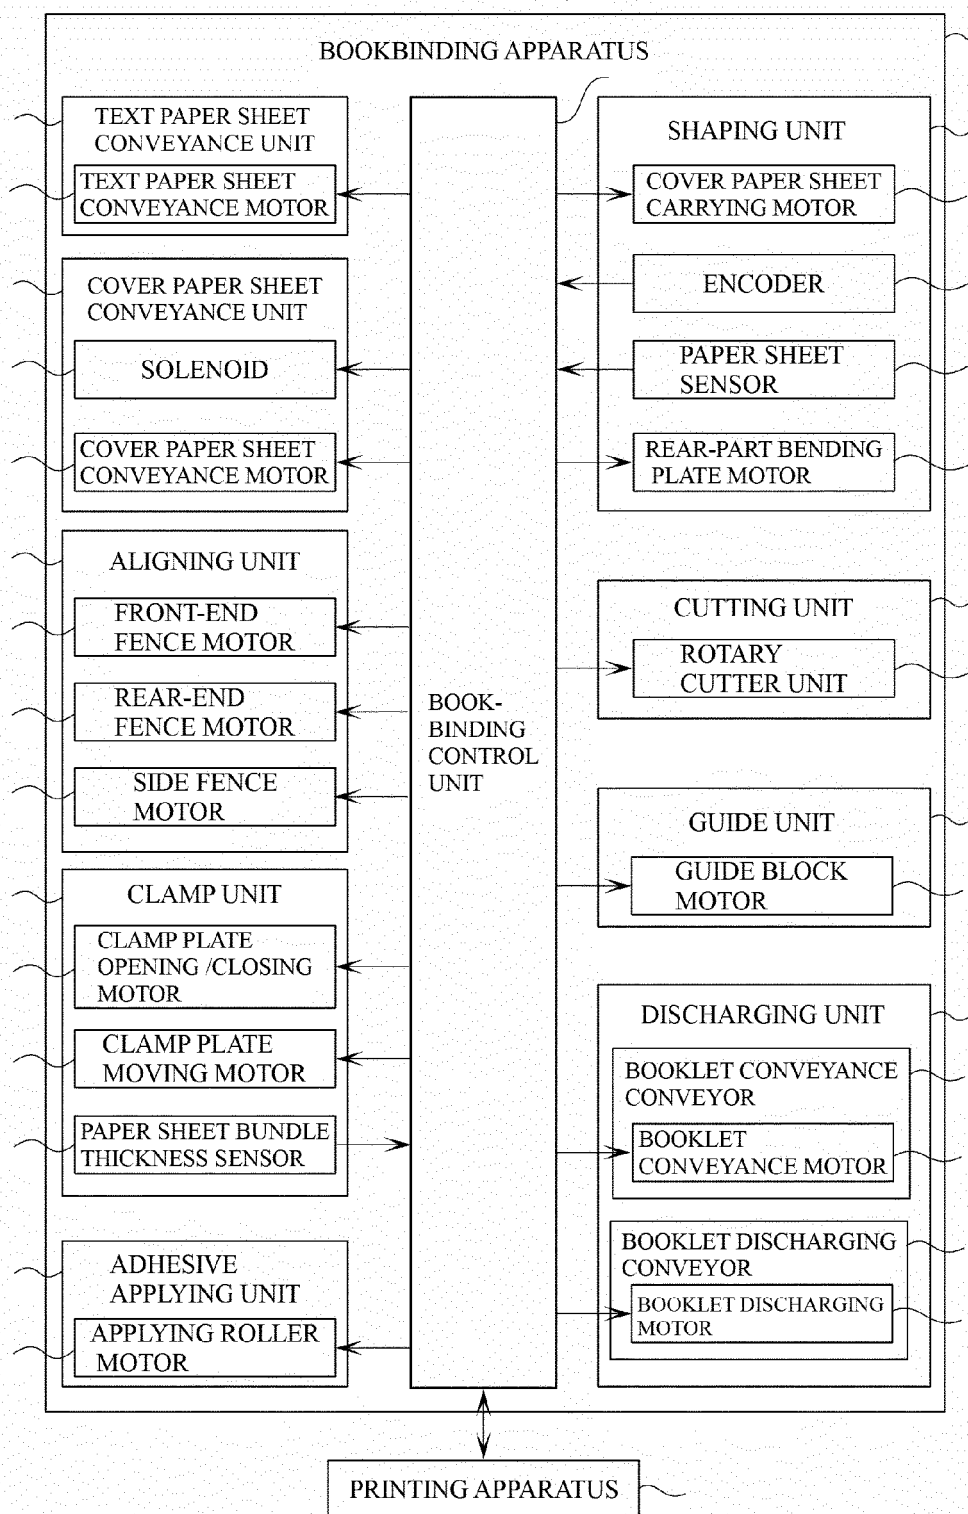 BOOKBINDING APPARATUS
TEXT PAPER SHEET
CONVEYANCE UNIT
TEXT PAPER SHEET
CONVEYANCE MOTOR
COVER PAPER SHEET
CONVEYANCE UNIT
SOLENOID
COVER PAPER SHEET
CONVEYANCE MOTOR
ALIGNING UNIT
FRONT-END
FENCE MOTOR
REAR-END
FENCE MOTOR
SIDE FENCE
MOTOR
CLAMP UNIT
CLAMP PLATE
OPENING /CLOSING
MOTOR
CLAMP PLATE
MOVING MOTOR
PAPER SHEET BUNDLE
THICKNESS SENSOR
ADHESIVE
APPLYING UNIT
APPLYING ROLLER
MOTOR
BOOK-
BINDING
CONTROL
UNIT
SHAPING UNIT
COVER PAPER SHEET
CARRYING MOTOR
ENCODER
PAPER SHEET
SENSOR
REAR-PART BENDING
PLATE MOTOR
CUTTING UNIT
ROTARY
CUTTER UNIT
GUIDE UNIT
GUIDE BLOCK
MOTOR
DISCHARGING UNIT
BOOKLET CONVEYANCE
CONVEYOR
BOOKLET
CONVEYANCE MOTOR
BOOKLET DISCHARGING
CONVEYOR
BOOKLET DISCHARGING
MOTOR
PRINTING APPARATUS